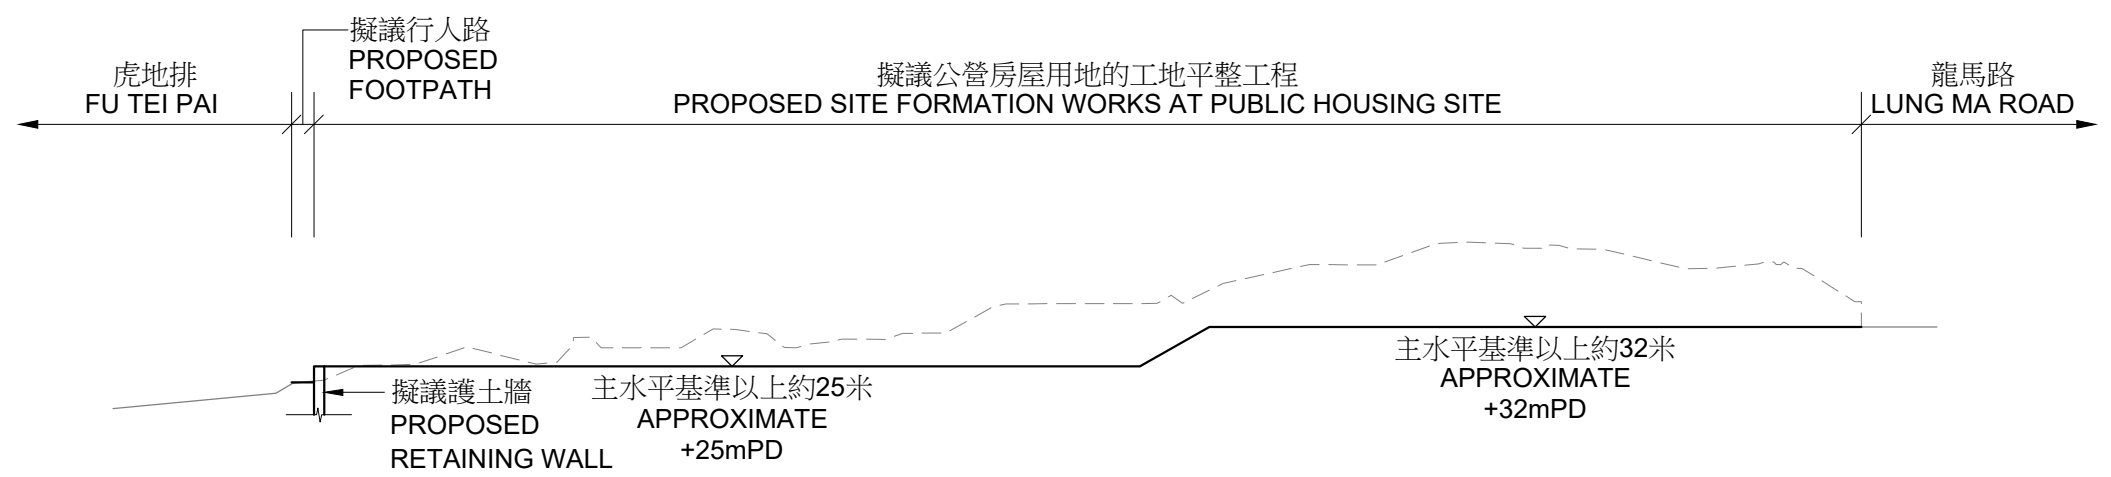 擬議行人路
PROPOSED
FOOTPATH
虎地排
FU TEI PAI
擬議公營房屋用地的工地平整工程
PROPOSED SITE FORMATION WORKS AT PUBLIC HOUSING SITE
龍馬路
LUNG MA ROAD
擬議護土牆
PROPOSED
RETAINING WALL
主水平基準以上約25米
APPROXIMATE
+25mPD
主水平基準以上約32米
APPROXIMATE
+32mPD